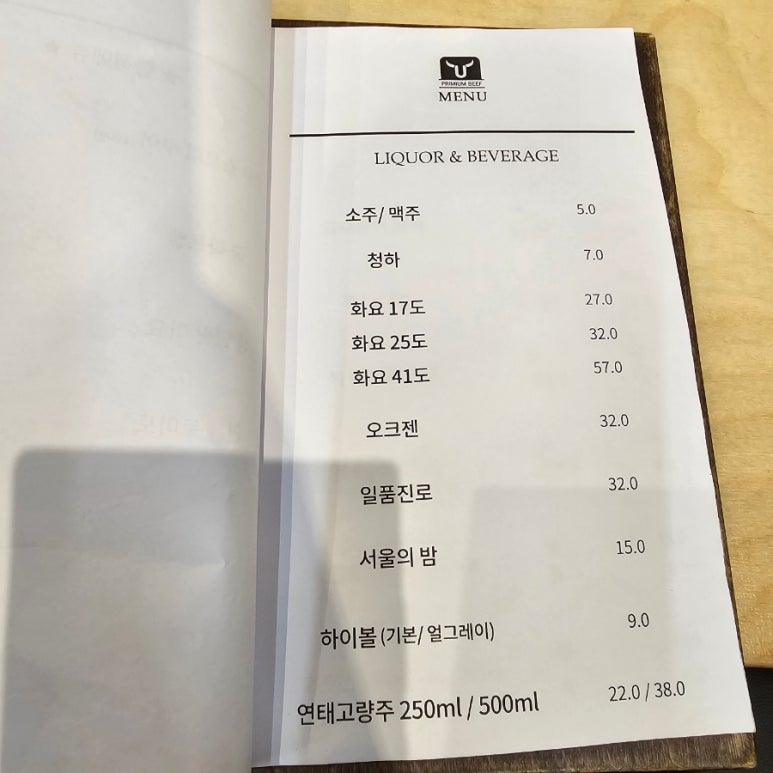 PRIMIUM BEEF
MENU
LIQUOR & BEVERAGE
소주/ 맥주 5.0
청하 7.0
화요 17도 27.0
화요 25도 32.0
화요 41도 57.0
오크젠 32.0
일품진로 32.0
서울의 밤 15.0
하이볼 (기본/ 얼그레이) 9.0
연태고량주 250ml / 500ml 22.0 / 38.0